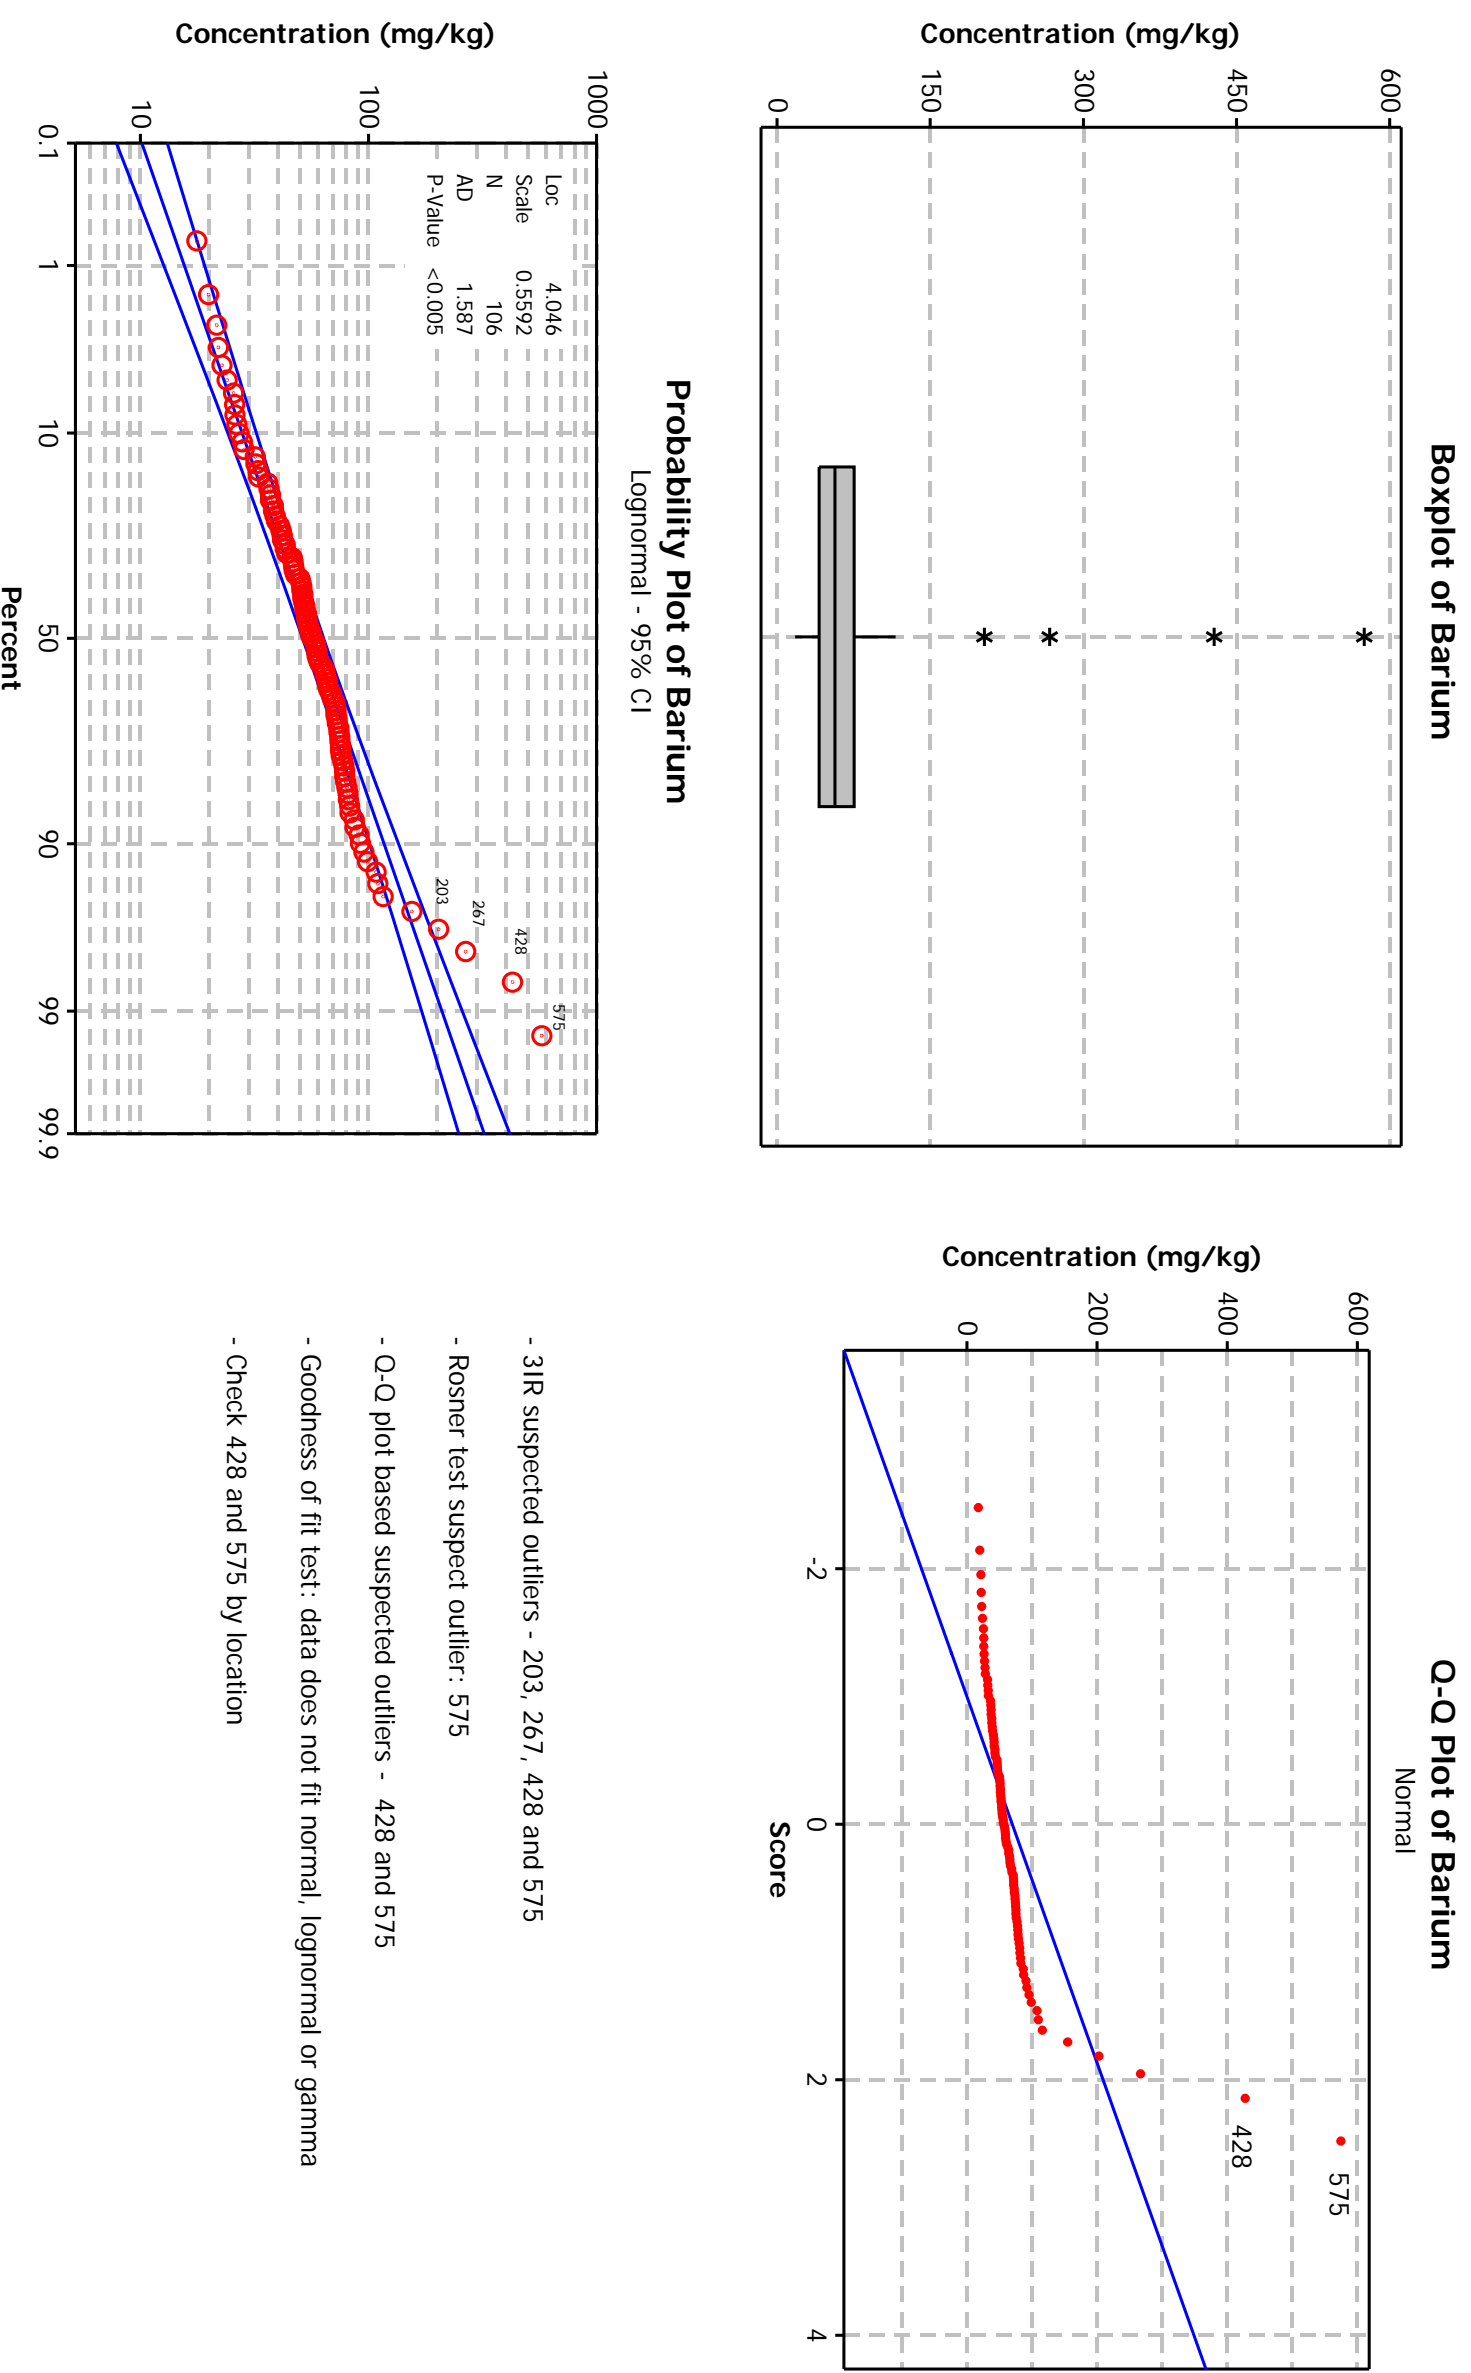 Boxplot of Barium
Concentration (mg/kg)
600
450
300
150
0
Q-Q Plot of Barium
Normal
Concentration (mg/kg)
600
400
200
0
575
428
-2
0
2
4
Score
Probability Plot of Barium
Lognormal - 95% CI
Concentration (mg/kg)
1000
100
10
Loc 4.046
Scale 0.5592
N 106
AD 1.587
P-Value <0.005
575
428
267
203
0.1
1
10
50
90
99
99.9
Percent
- 3IR suspected outliers - 203, 267, 428 and 575
- Rosner test suspect outlier: 575
- Q-Q plot based suspected outliers - 428 and 575
- Goodness of fit test: data does not fit normal, lognormal or gamma
- Check 428 and 575 by location